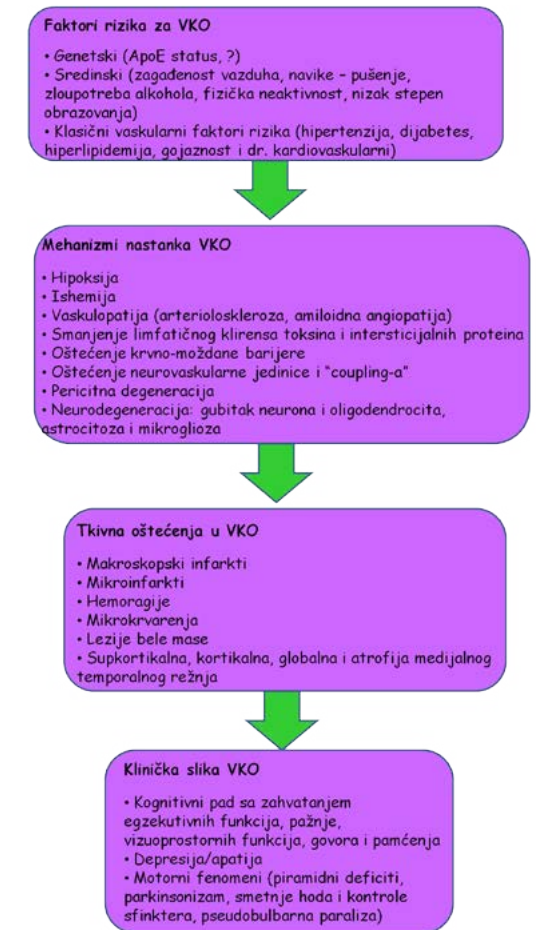 Faktori rizika za VKO
• Genetski (ApoE status, ?)
• Sredinski (zagađenost vazduha, navike – pušenje,
zloupotreba alkohola, fizička neaktivnost, nizak stepen
obrazovanja)
• Klasični vaskularni faktori rizika (hipertenzija, dijabetes,
hiperlipidemija, gojaznost i dr. kardiovaskularni)
Mehanizmi nastanka VKO
• Hipoksija
• Ishemija
• Vaskulopatija (arterioloskleroza, amiloidna angiopatija)
• Smanjenje limfatičnog klirensa toksina i intersticijalnih proteina
• Oštećenje krvno-moždane barijere
• Oštećenje neurovaskularne jedinice i “coupling-a”
• Pericitna degeneracija
• Neurodegeneracija: gubitak neurona i oligodendrocita,
astrocitoza i mikroglioza
Tkivna oštećenja u VKO
• Makroskopski infarkti
• Mikroinfarkti
• Hemoragije
• Mikrokrvarenja
• Lezije bele mase
• Supkortikalna, kortikalna, globalna i atrofija medijalnog
temporalnog režnja
Klinička slika VKO
• Kognitivni pad sa zahvatanjem
egzekutivnih funkcija, pažnje,
vizuoprostornih funkcija, govora i pamćenja
• Depresija/apatija
• Motorni fenomeni (piramidni deficiti,
parkinsonizam, smetnje hoda i kontrole
sfinktera, pseudobulbarna paraliza)